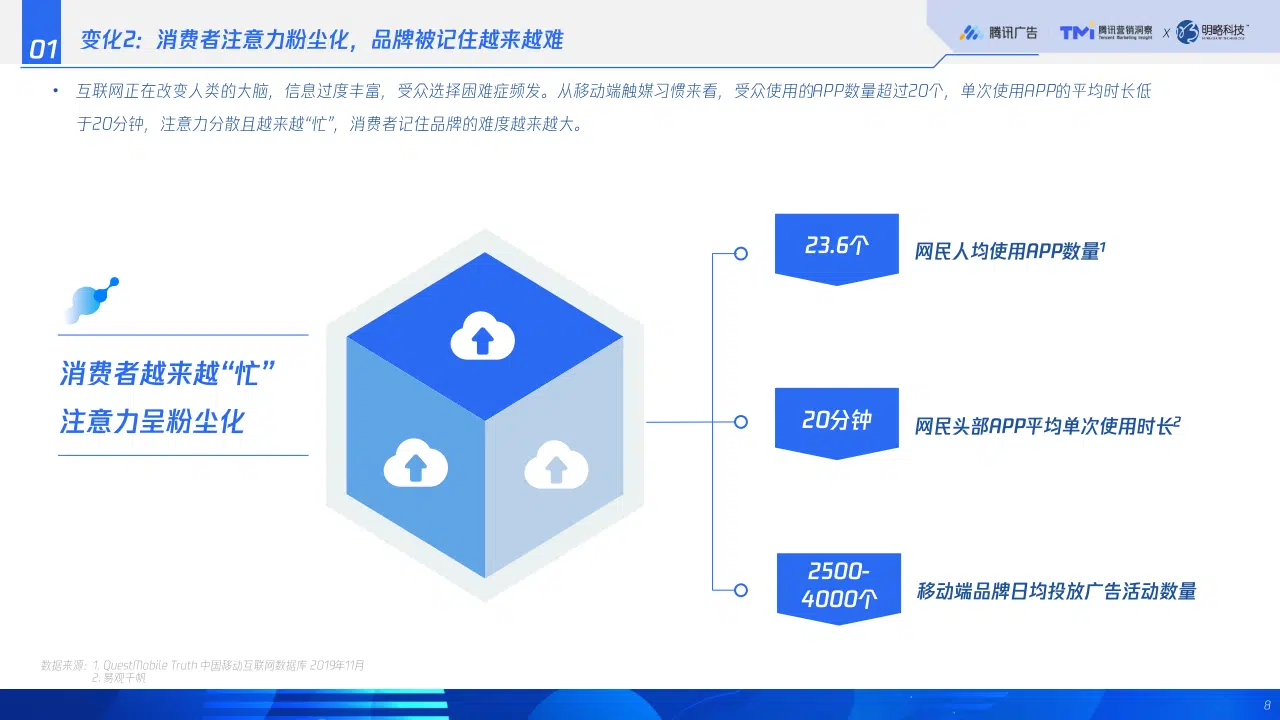 01
变化2：消费者注意力粉尘化，品牌被记住越来越难
腾讯广告
TMI 腾讯营销洞察
Tencent Marketing Insight
X
明略科技
• 互联网正在改变人类的大脑，信息过度丰富，受众选择困难症频发。从移动端触媒习惯来看，受众使用的APP数量超过20个，单次使用APP的平均时长低
于20分钟，注意力分散且越来越“忙”，消费者记住品牌的难度越来越大。
消费者越来越“忙”
注意力呈粉尘化
23.6个
网民人均使用APP数量1
20分钟
网民头部APP平均单次使用时长2
2500-
4000个
移动端品牌日均投放广告活动数量
数据来源：1. QuestMobile Truth 中国移动互联网数据库 2019年11月
2. 易观千帆
8